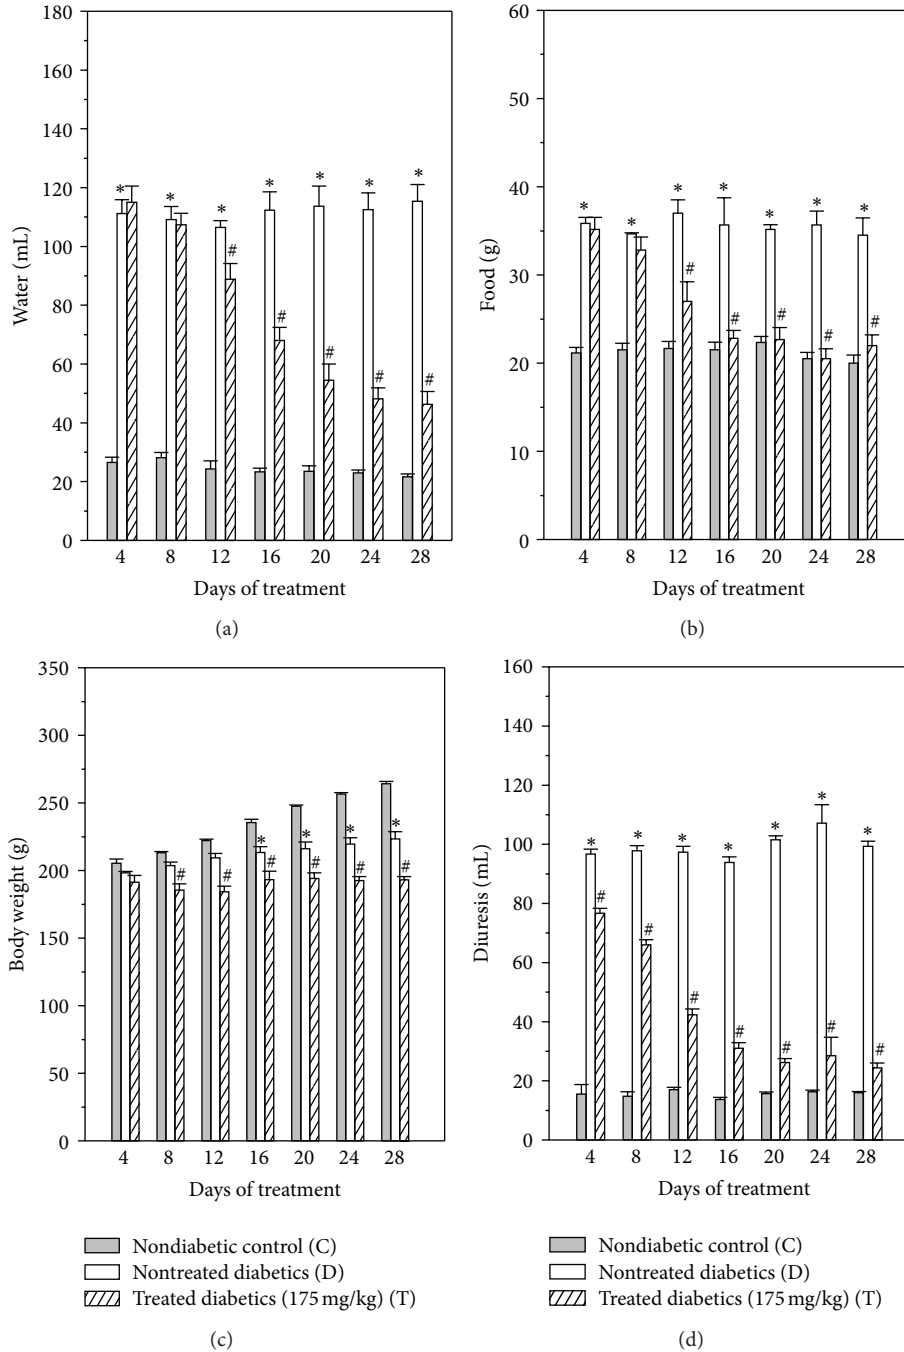 180
160
140
120
100
80
60
40
20
0
Water (mL)
* * * * * * *
# # # # #
4 8 12 16 20 24 28
Days of treatment
(a)
60
50
40
30
20
10
0
Food (g)
* * * * * * *
# # # # #
4 8 12 16 20 24 28
Days of treatment
(b)
350
300
250
200
150
100
50
0
Body weight (g)
* * * *
# # # # # #
4 8 12 16 20 24 28
Days of treatment
Nondiabetic control (C)
Nontreated diabetics (D)
Treated diabetics (175 mg/kg) (T)
(c)
160
140
120
100
80
60
40
20
0
Diuresis (mL)
* * * * * * *
# # # # # # #
4 8 12 16 20 24 28
Days of treatment
Nondiabetic control (C)
Nontreated diabetics (D)
Treated diabetics (175 mg/kg) (T)
(d)